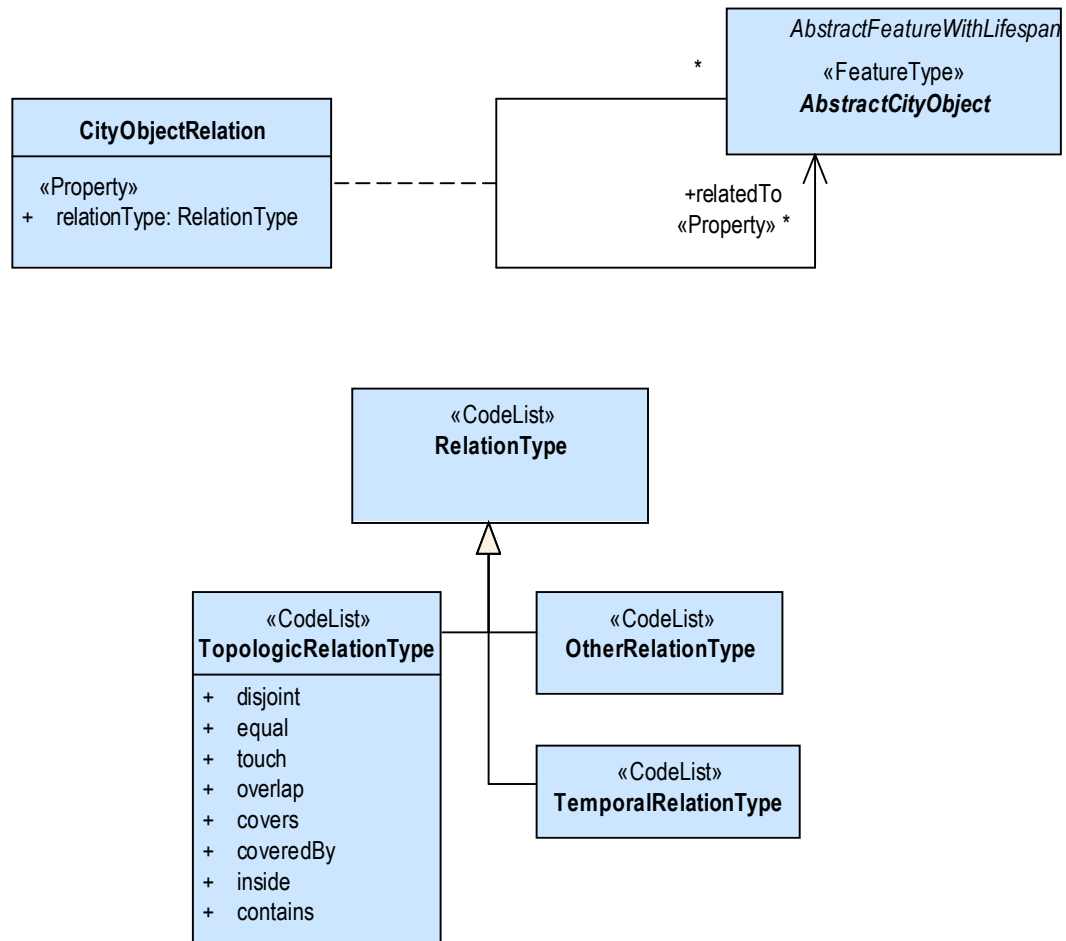 AbstractFeatureWithLifespan
«FeatureType»
AbstractCityObject
*
CityObjectRelation
«Property»
+ relationType: RelationType
+relatedTo
«Property» *
«CodeList»
RelationType
«CodeList»
TopologicRelationType
+ disjoint
+ equal
+ touch
+ overlap
+ covers
+ coveredBy
+ inside
+ contains
«CodeList»
OtherRelationType
«CodeList»
TemporalRelationType